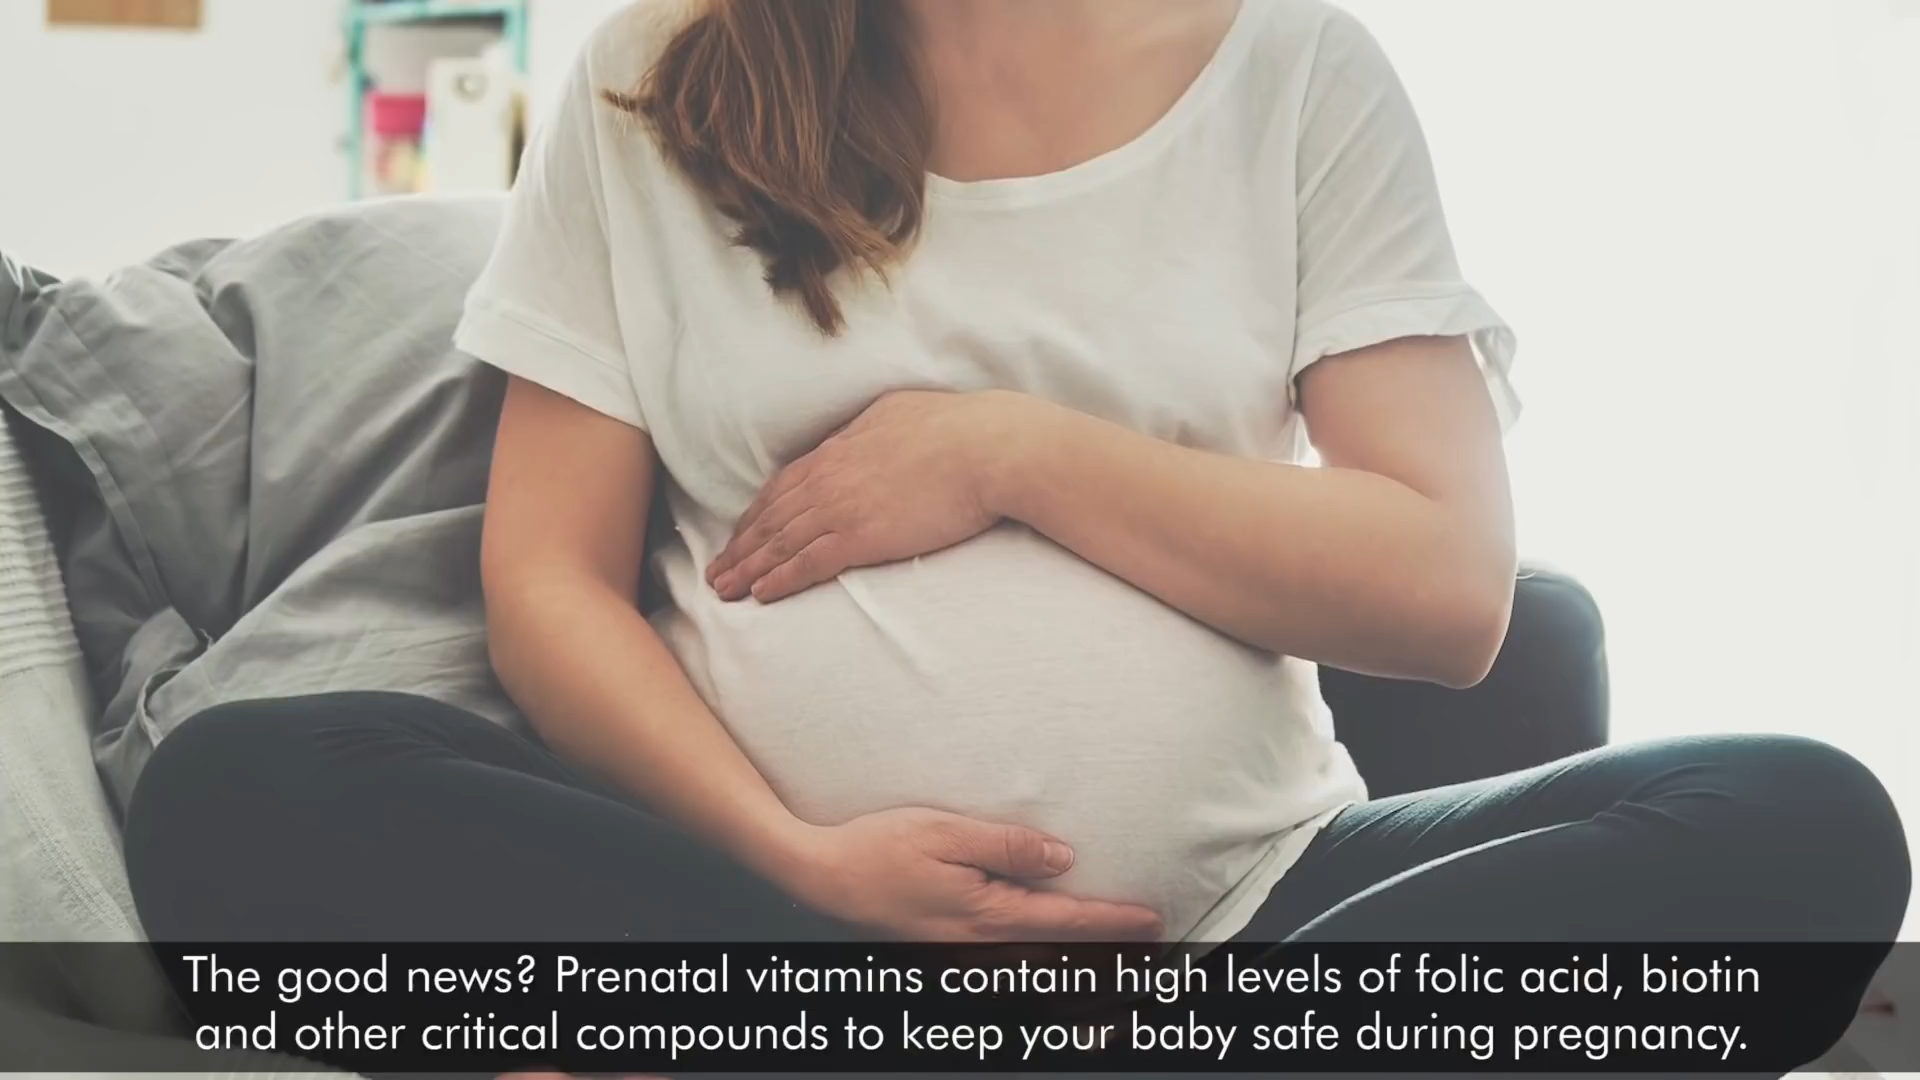 The good news? Prenatal vitamins contain high levels of folic acid, biotin
and other critical compounds to keep your baby safe during pregnancy.